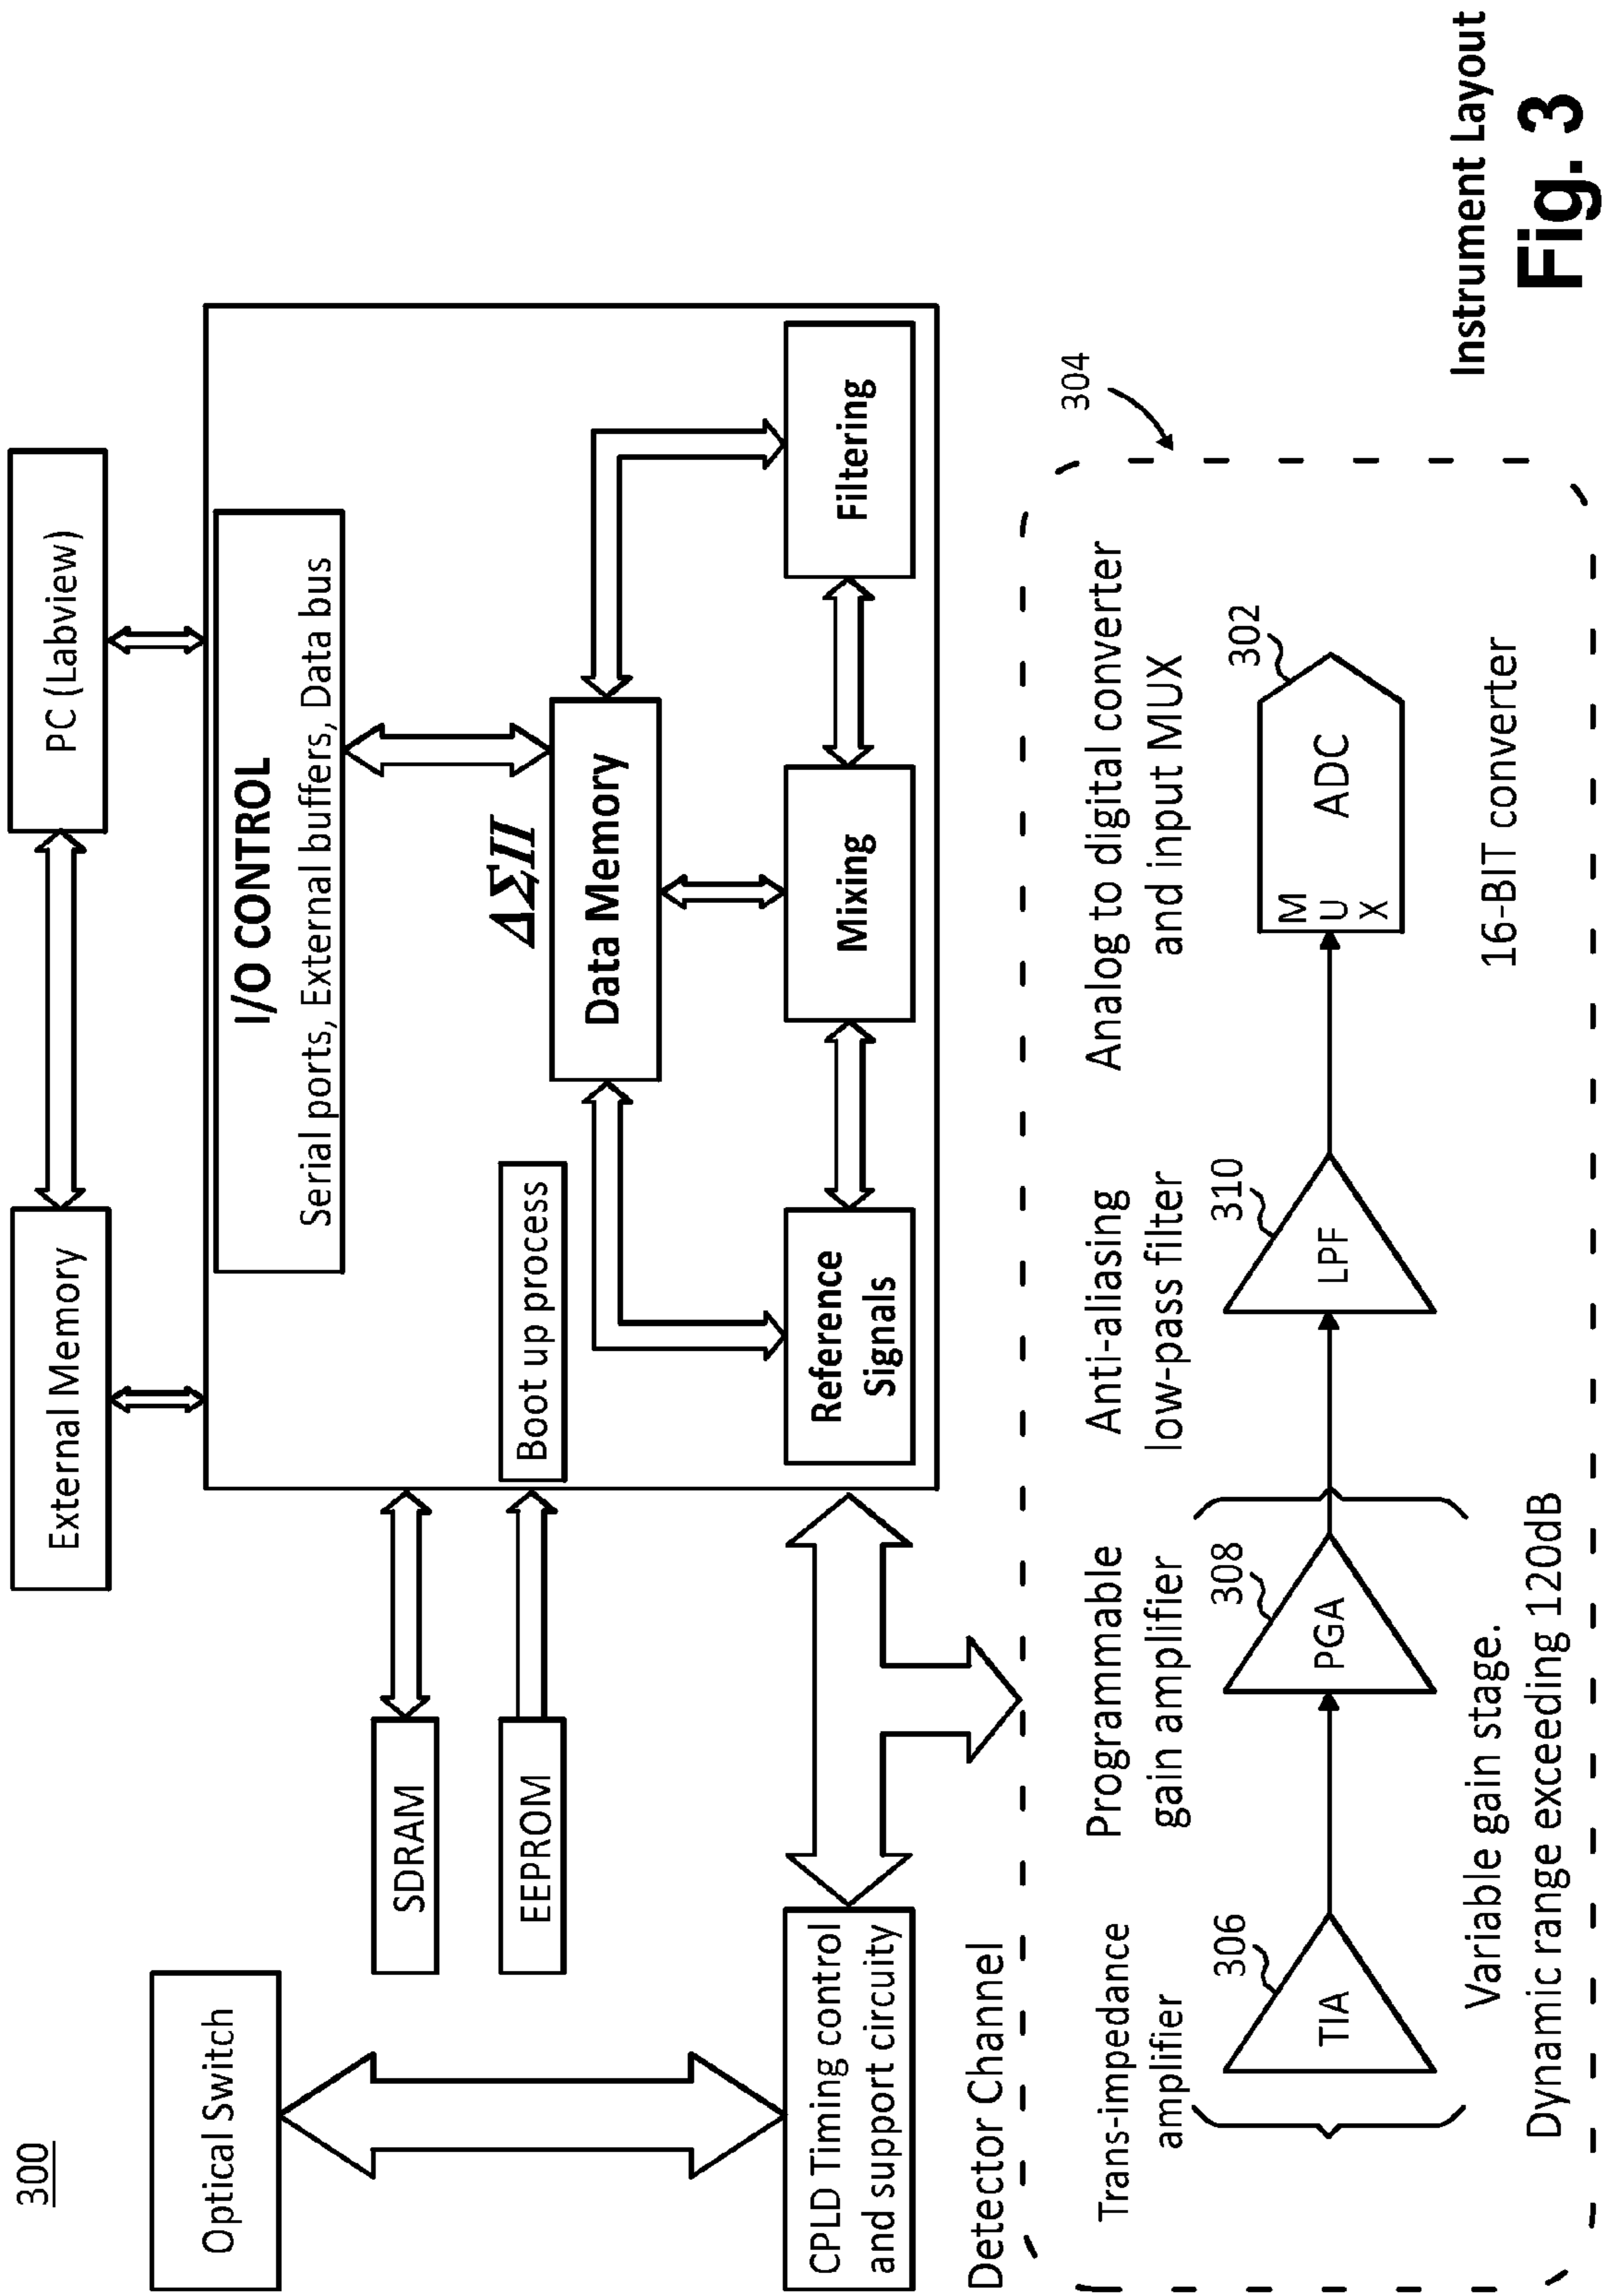 300
Optical Switch
External Memory
PC (Labview)
SDRAM
EEPROM
I/O CONTROL
Serial ports, External buffers, Data bus
Boot up process
ΔΣΠ
Data Memory
Reference
Signals
Mixing
Filtering
CPLD Timing control
and support circuity
Detector Channel
304
Trans-impedance
amplifier
Programmable
gain amplifier
Anti-aliasing
low-pass filter
Analog to digital converter
and input MUX
306
308
310
302
TIA
PGA
LPF
MUX
ADC
Variable gain stage.
Dynamic range exceeding 120dB
16-BIT converter
Instrument Layout
Fig. 3